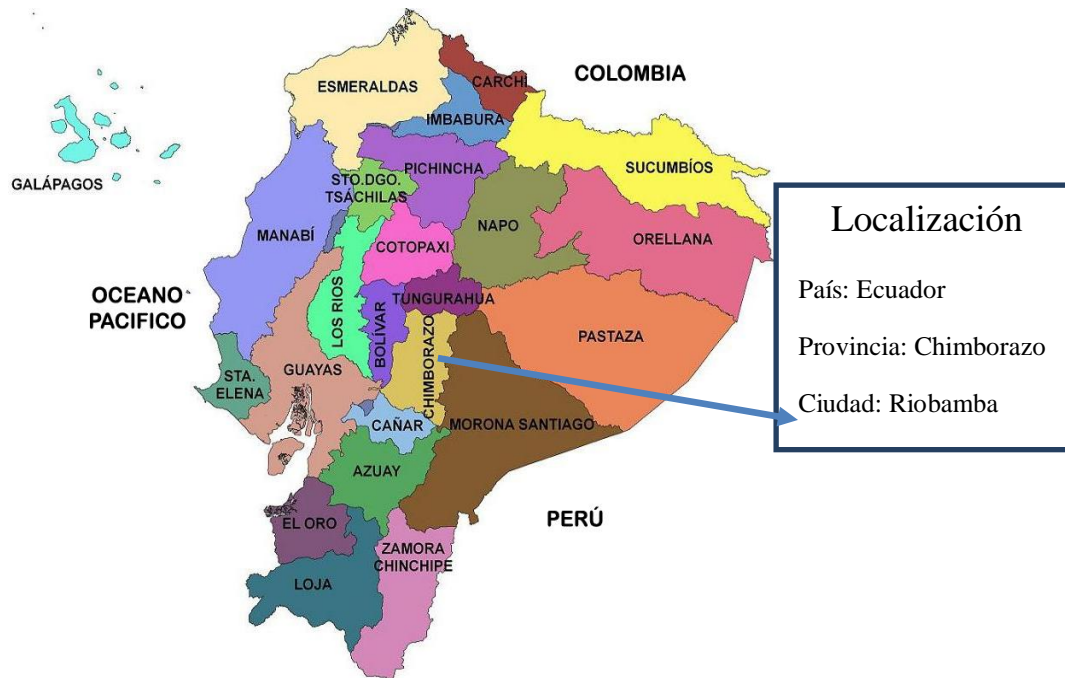 COLOMBIA
CARCHI
ESMERALDAS
IMBABURA
SUCUMBÍOS
PICHINCHA
GALÁPAGOS
STO.DGO.
TSÁCHILAS
NAPO
ORELLANA
MANABÍ
COTOPAXI
TUNGURAHUA
OCEANO
PACIFICO
LOS RIOS
BOLÍVAR
CHIMBORAZO
PASTAZA
STA.
ELENA
GUAYAS
CAÑAR
MORONA SANTIAGO
AZUAY
PERÚ
EL ORO
ZAMORA
CHINCHIPE
LOJA
Localización
País: Ecuador
Provincia: Chimborazo
Ciudad: Riobamba